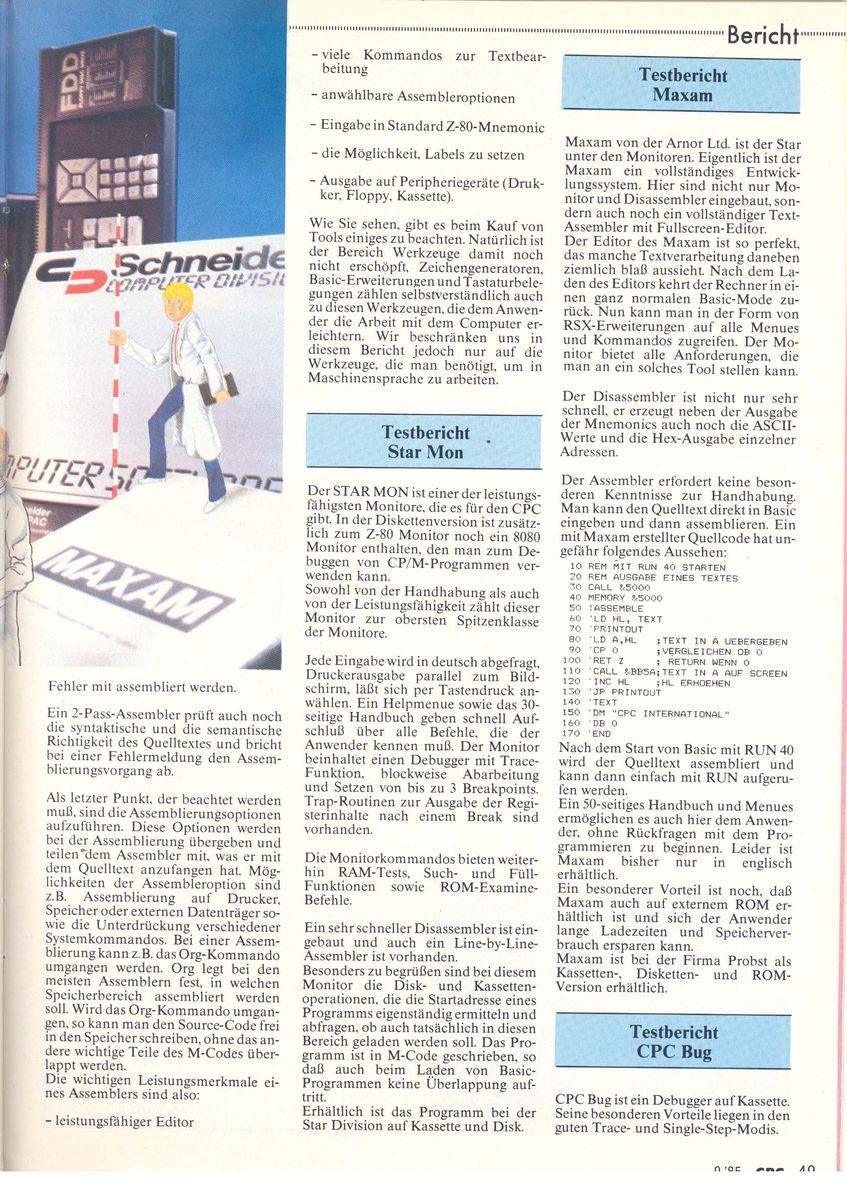 Bericht
FDD
Schneide
COMPUTER DIVISI
MAXAM
Fehler mit assembliert werden.
Ein 2-Pass-Assembler prüft auch noch
die syntaktische und die semantische
Richtigkeit des Quelltextes und bricht
bei einer Fehlermeldung den Assem-
blierungsvorgang ab.
Als letzter Punkt, der beachtet werden
muß, sind die Assemblierungsoptionen
aufzuführen. Diese Optionen werden
bei der Assemblierung übergeben und
teilen dem Assembler mit, was er mit
dem Quelltext anzufangen hat. Mög-
lichkeiten der Assembleroption sind
z.B. Assemblierung auf Drucker,
Speicher oder externen Datenträger so-
wie die Unterdrückung verschiedener
Systemkommandos. Bei einer Assem-
blierung kann z.B. das Org-Kommando
umgangen werden. Org legt bei den
meisten Assemblern fest, in welchen
Speicherbereich assembliert werden
soll. Wird das Org-Kommando umgan-
gen, so kann man den Source-Code frei
in den Speicher schreiben, ohne das an-
dere wichtige Teile des M-Codes über-
lappt werden.
Die wichtigen Leistungsmerkmale ei-
nes Assemblers sind also:
– leistungsfähiger Editor
– viele Kommandos zur Textbear-
beitung
– anwählbare Assembleroptionen
– Eingabe in Standard Z-80-Mnemonic
– die Möglichkeit, Labels zu setzen
– Ausgabe auf Peripheriegeräte (Druk-
ker, Floppy, Kassette).
Wie Sie sehen, gibt es beim Kauf von
Tools einiges zu beachten. Natürlich ist
der Bereich Werkzeuge damit noch
nicht erschöpft, Zeichengeneratoren,
Basic-Erweiterungen und Tastaturbele-
gungen zählen selbstverständlich auch
zu diesen Werkzeugen, die dem Anwen-
der die Arbeit mit dem Computer er-
leichtern. Wir beschränken uns in
diesem Bericht jedoch nur auf die
Werkzeuge, die man benötigt, um in
Maschinensprache zu arbeiten.
Testbericht
Star Mon
Der STAR MON ist einer der leistungs-
fähigsten Monitore, die es für den CPC
gibt. In der Diskettenversion ist zusätz-
lich zum Z-80 Monitor noch ein 8080
Monitor enthalten, den man zum De-
buggen von CP/M-Programmen ver-
wenden kann.
Sowohl von der Handhabung als auch
von der Leistungsfähigkeit zählt dieser
Monitor zur obersten Spitzenklasse
der Monitore.
Jede Eingabe wird in deutsch abgefragt,
Druckerausgabe parallel zum Bild-
schirm, läßt sich per Tastendruck an-
wählen. Ein Helpmenue sowie das 30-
seitige Handbuch geben schnell Auf-
schluß über alle Befehle, die der
Anwender kennen muß. Der Monitor
beinhaltet einen Debugger mit Trace-
Funktion, blockweise Abarbeitung
und Setzen von bis zu 3 Breakpoints.
Trap-Routinen zur Ausgabe der Regi-
sterinhalte nach einem Break sind
vorhanden.
Die Monitorkommandos bieten weiter-
hin RAM-Tests, Such- und Füll-
Funktionen sowie ROM-Examine-
Befehle.
Ein sehr schneller Disassembler ist ein-
gebaut und auch ein Line-by-Line-
Assembler ist vorhanden.
Besonders zu begrüßen sind bei diesem
Monitor die Disk- und Kassetten-
operationen, die die Startadresse eines
Programms eigenständig ermitteln und
abfragen, ob auch tatsächlich in diesen
Bereich geladen werden soll. Das Pro-
gramm ist in M-Code geschrieben, so
daß auch beim Laden von Basic-
Programmen keine Überlappung auf-
tritt.
Erhältlich ist das Programm bei der
Star Division auf Kassette und Disk.
Testbericht
Maxam
Maxam von der Arnor Ltd. ist der Star
unter den Monitoren. Eigentlich ist der
Maxam ein vollständiges Entwick-
lungssystem. Hier sind nicht nur Mo-
nitor und Disassembler eingebaut, son-
dern auch noch ein vollständiger Text-
Assembler mit Fullscreen-Editor.
Der Editor des Maxam ist so perfekt,
das manche Textverarbeitung daneben
ziemlich blaß aussieht. Nach dem La-
den des Editors kehrt der Rechner in ei-
nen ganz normalen Basic-Mode zu-
rück. Nun kann man in der Form von
RSX-Erweiterungen auf alle Menues
und Kommandos zugreifen. Der Mo-
nitor bietet alle Anforderungen, die
man an ein solches Tool stellen kann.
Der Disassembler ist nicht nur sehr
schnell, er erzeugt neben der Ausgabe
der Mnemonics auch noch die ASCII-
Werte und die Hex-Ausgabe einzelner
Adressen.
Der Assembler erfordert keine beson-
deren Kenntnisse zur Handhabung.
Man kann den Quelltext direkt in Basic
eingeben und dann assemblieren. Ein
mit Maxam erstellter Quellcode hat un-
gefähr folgendes Aussehen:
10 REM MIT RUN 40 STARTEN
20 REM AUSGABE EINES TEXTES
30 CALL &5000
40 MEMORY &5000
50 !ASSEMBLE
60 'LD HL, TEXT
70 'PRINTOUT
80 'LD A,HL ;TEXT IN A UEBERGEBEN
90 'CP 0 ;VERGLEICHEN OB 0
100 'RET Z ; RETURN WENN 0
110 'CALL &BB5A;TEXT IN A AUF SCREEN
120 'INC HL ;HL ERHOEHEN
130 'JP PRINTOUT
140 'TEXT
150 'DM "CPC INTERNATIONAL"
160 'DB 0
170 'END
Nach dem Start von Basic mit RUN 40
wird der Quelltext assembliert und
kann dann einfach mit RUN aufgeru-
fen werden.
Ein 50-seitiges Handbuch und Menues
ermöglichen es auch hier dem Anwen-
der, ohne Rückfragen mit dem Pro-
grammieren zu beginnen. Leider ist
Maxam bisher nur in englisch
erhältlich.
Ein besonderer Vorteil ist noch, daß
Maxam auch auf externem ROM er-
hältlich ist und sich der Anwender
lange Ladezeiten und Speicherver-
brauch ersparen kann.
Maxam ist bei der Firma Probst als
Kassetten-, Disketten- und ROM-
Version erhältlich.
Testbericht
CPC Bug
CPC Bug ist ein Debugger auf Kassette.
Seine besonderen Vorteile liegen in den
guten Trace- und Single-Step-Modis.
9'85 CPC 49